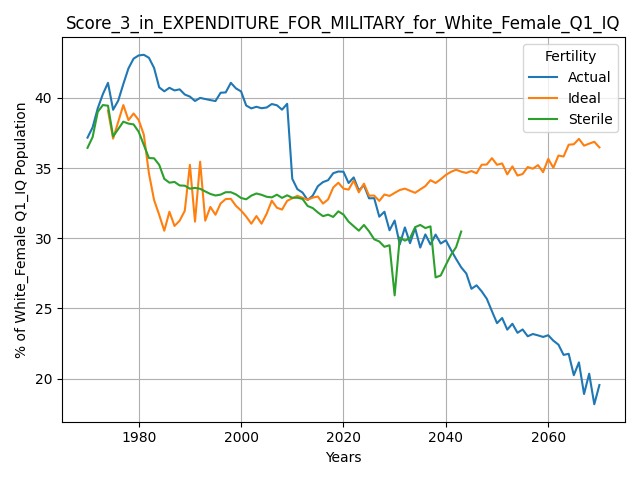 Score_3_in_EXPENDITURE_FOR_MILITARY_for_White_Female_Q1_IQ
Fertility
Actual
Ideal
Sterile
% of White_Female Q1_IQ Population
40
35
30
25
20
1980
2000
2020
2040
2060
Years